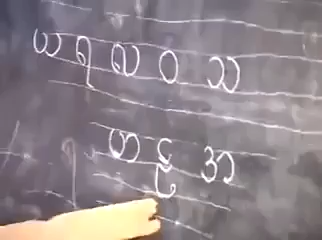 ယ ရ လ ဝ သ
ဟ ဠ အ